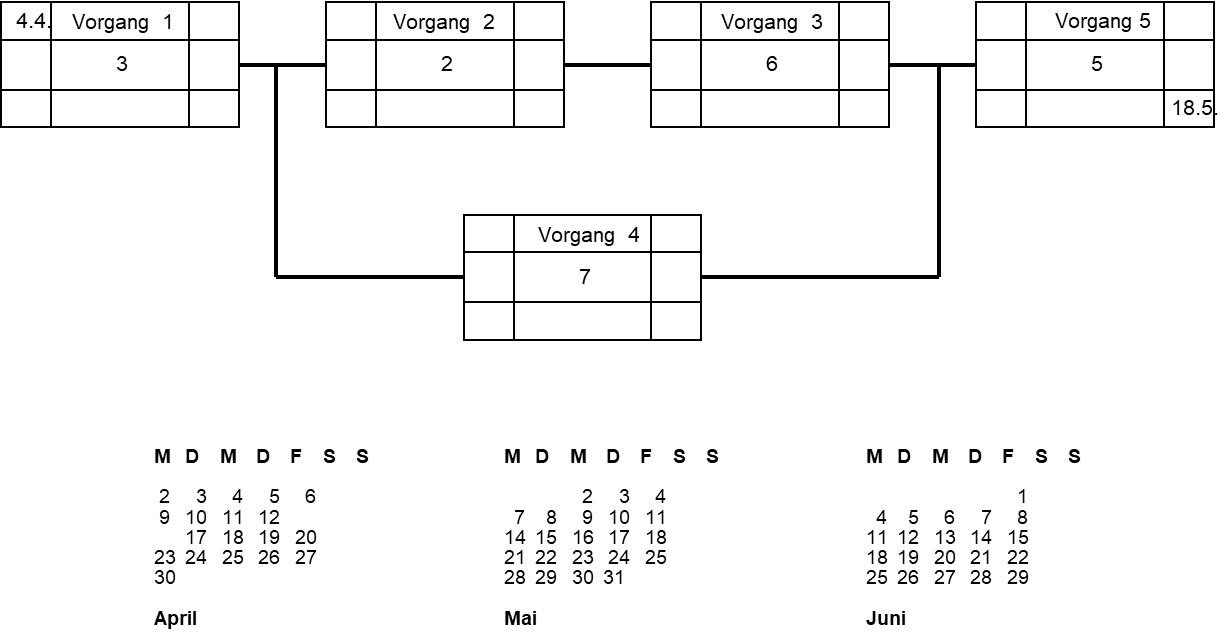 4.4. Vorgang 1 Vorgang 2 Vorgang 3 Vorgang 5
3 2 6 5
18.5.
Vorgang 4
7
M D M D F S S
2 3 4 5 6
9 10 11 12
17 18 19 20
23 24 25 26 27
30
April
M D M D F S S
2 3 4
7 8 9 10 11
14 15 16 17 18
21 22 23 24 25
28 29 30 31
Mai
M D M D F S S
1
4 5 6 7 8
11 12 13 14 15
18 19 20 21 22
25 26 27 28 29
Juni